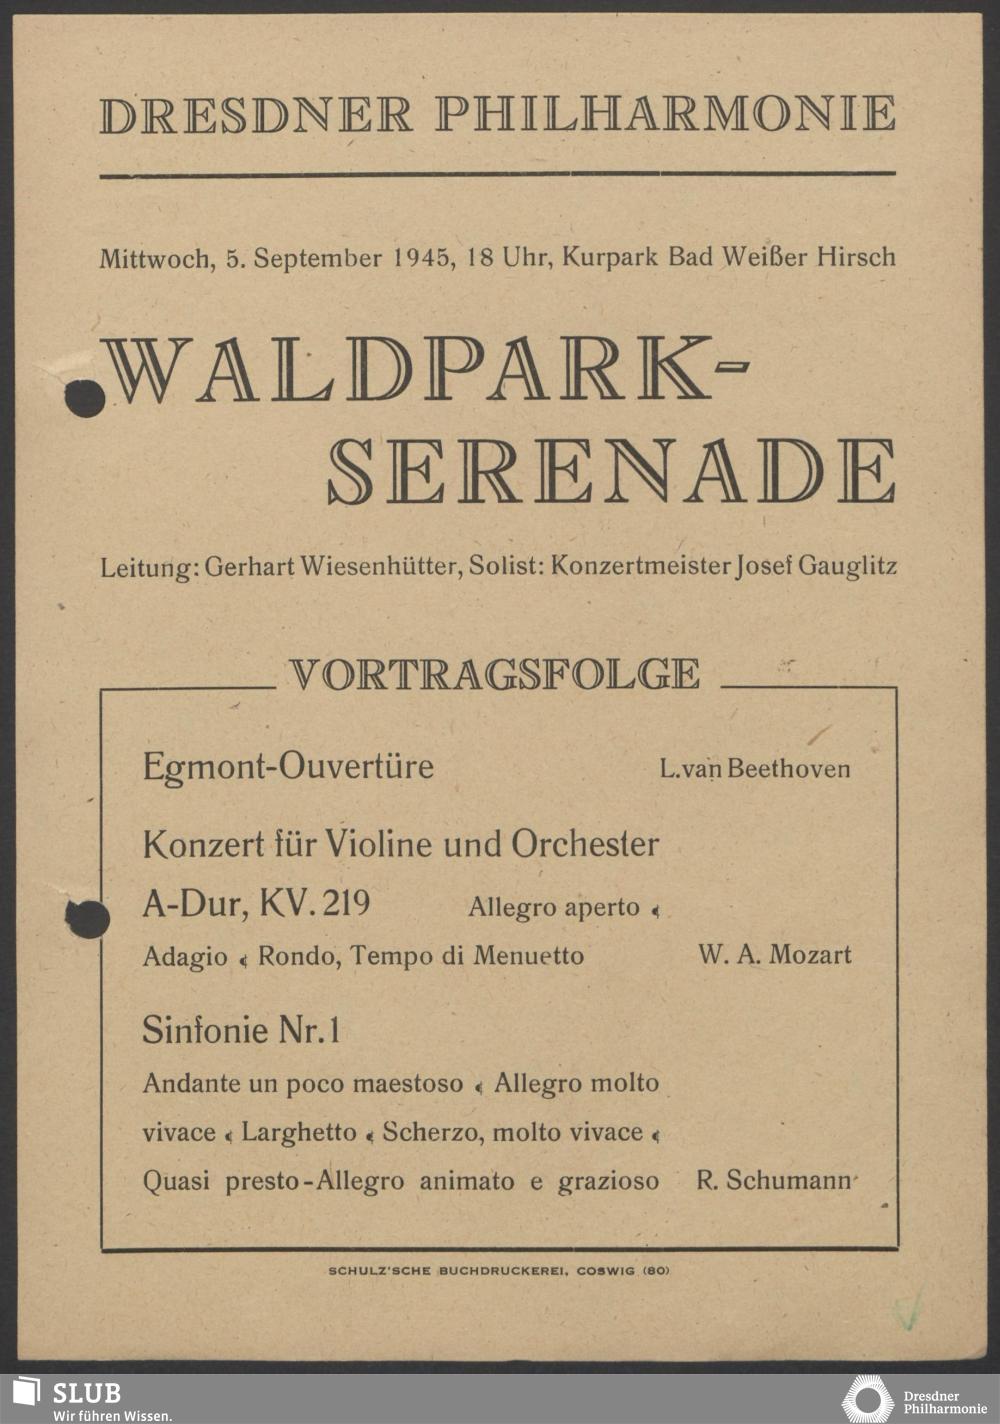 DRESDNER PHILHARMONIE
Mittwoch, 5. September 1945, 18 Uhr, Kurpark Bad Weißer Hirsch
WALDPARK-
SERENADE
Leitung: Gerhart Wiesenhütter, Solist: Konzertmeister Josef Gauglitz
VORTRAGSFOLGE
Egmont-Ouvertüre L. van Beethoven
Konzert für Violine und Orchester
A-Dur, KV. 219 Allegro aperto
Adagio Rondo, Tempo di Menuetto W. A. Mozart
Sinfonie Nr. 1
Andante un poco maestoso Allegro molto
vivace Larghetto Scherzo, molto vivace
Quasi presto-Allegro animato e grazioso R. Schumann
SCHULZ'SCHE BUCHDRUCKEREI, COSWIG (80)
SLUB
Wir führen Wissen.
Dresdner
Philharmonie